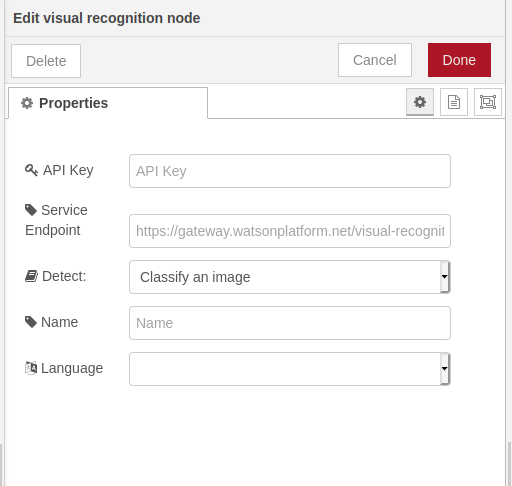 Edit visual recognition node
Delete
Cancel
Done
Properties
API Key
API Key
Service
Endpoint
https://gateway.watsonplatform.net/visual-recognit
Detect:
Classify an image
Name
Name
Language